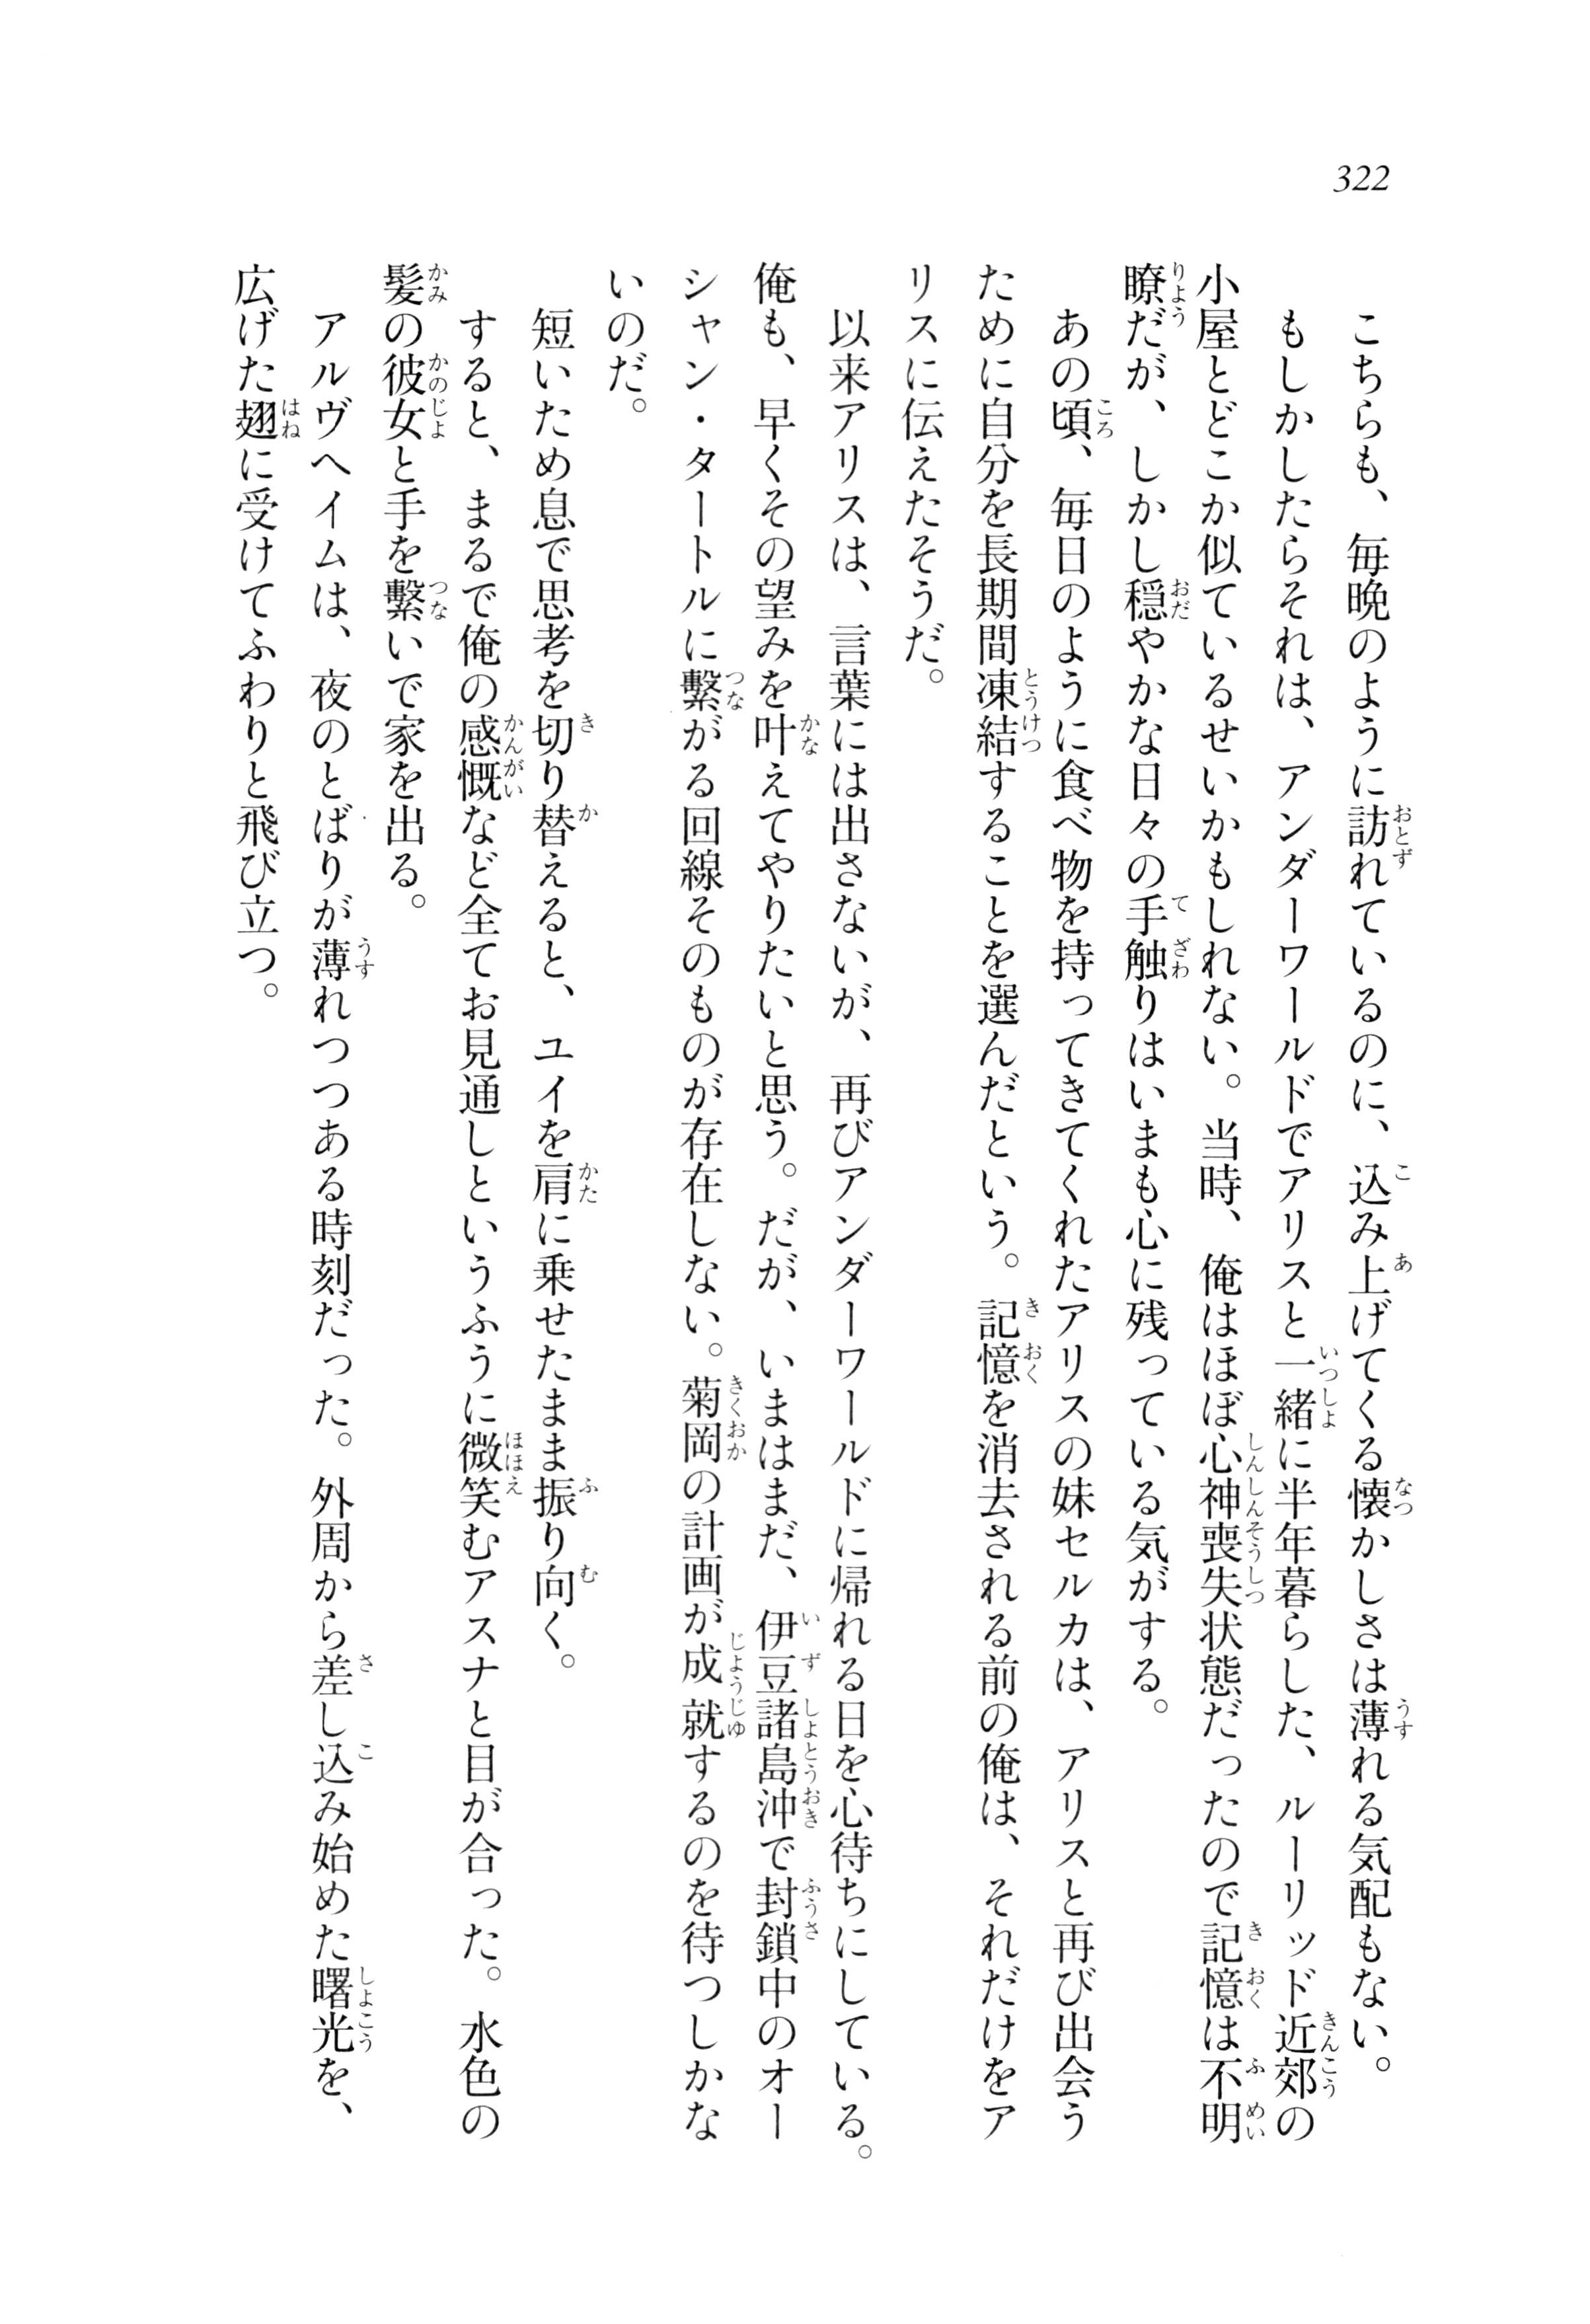 322
こちらも、毎晩のように訪れているのに、込み上げてくる懐かしさは薄れる気配もない。
もしかしたらそれは、アンダーワールドでアリスと一緒に半年暮らした、ルーリッド近郊の
小屋とどこか似ているせいかもしれない。当時、俺はほぼ心神喪失状態だったので記憶は不明
瞭だが、しかし穏やかな日々の手触りはいまも心に残っている気がする。
あの頃、毎日のように食べ物を持ってきてくれたアリスの妹セルカは、アリスと再び出会う
ために自分を長期間凍結することを選んだという。記憶を消去される前の俺は、それだけをア
リスに伝えたそうだ。
以来アリスは、言葉には出さないが、再びアンダーワールドに帰れる日を心待ちにしている。
俺も、早くその望みを叶えてやりたいと思う。だが、いまはまだ、伊豆諸島沖で封鎖中のオー
シャン・タートルに繫がる回線そのものが存在しない。菊岡の計画が成就するのを待つしかな
いのだ。
短いため息で思考を切り替えると、ユイを肩に乗せたまま振り向く。
すると、まるで俺の感慨など全てお見通しというふうに微笑むアスナと目が合った。水色の
髪の彼女と手を繫いで家を出る。
アルヴヘイムは、夜のとばりが薄れつつある時刻だった。外周から差し込み始めた曙光を、
広げた翅に受けてふわりと飛び立つ。